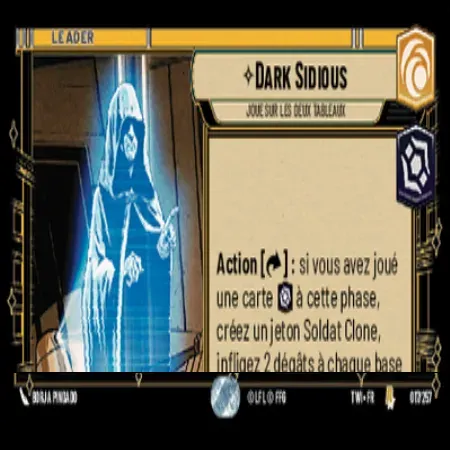 LEADER
DARK SIDIOUS
JOUE SUR LES DEUX TABLEAUX
Action [ ] : si vous avez joué
une carte à cette phase,
créez un jeton Soldat Clone,
infligez 2 dégâts à chaque base
BORJA PINDADO
©LFL ©FFG
TWI • FR
013/257